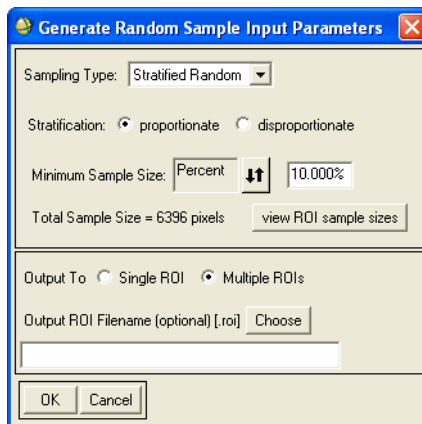 Generate Random Sample Input Parameters
Sampling Type: Stratified Random
Stratification: proportionate disproportionate
Minimum Sample Size: Percent 10.000%
Total Sample Size = 6396 pixels view ROI sample sizes
Output To Single ROI Multiple ROIs
Output ROI Filename (optional) [.roi] Choose
OK Cancel